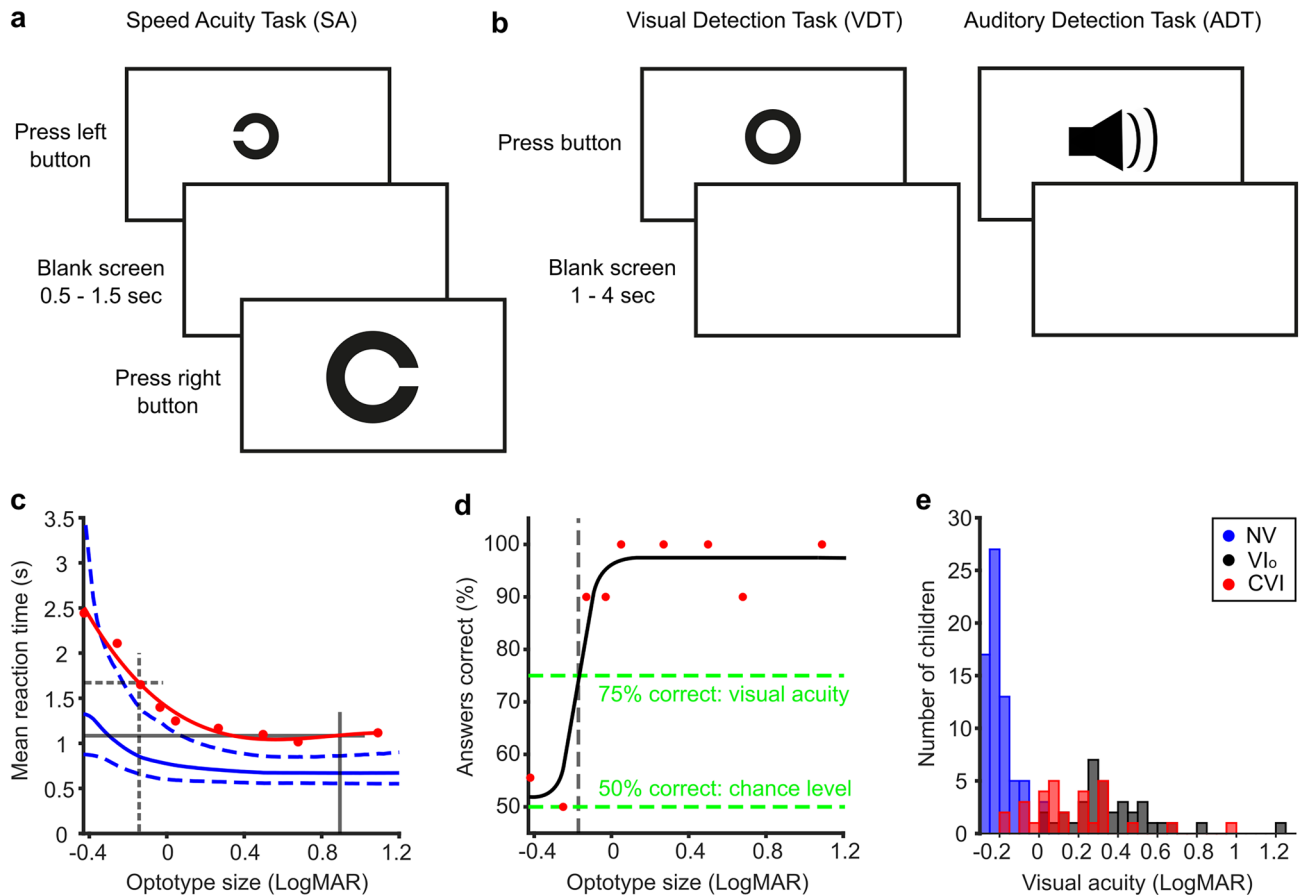 a
Speed Acuity Task (SA)
Press left
button
Blank screen
0.5 - 1.5 sec
Press right
button
b
Visual Detection Task (VDT)
Auditory Detection Task (ADT)
Press button
Blank screen
1 - 4 sec
c
Mean reaction time (s)
3.5
3
2.5
2
1.5
1
0.5
0
-0.4
0
0.4
0.8
1.2
Optotype size (LogMAR)
d
Answers correct (%)
100
90
80
70
60
50
75% correct: visual acuity
50% correct: chance level
-0.4
0
0.4
0.8
1.2
Optotype size (LogMAR)
e
Number of children
30
25
20
15
10
5
0
NV
VIo
CVI
-0.2
0
0.2
0.4
0.6
0.8
1
1.2
Visual acuity (LogMAR)